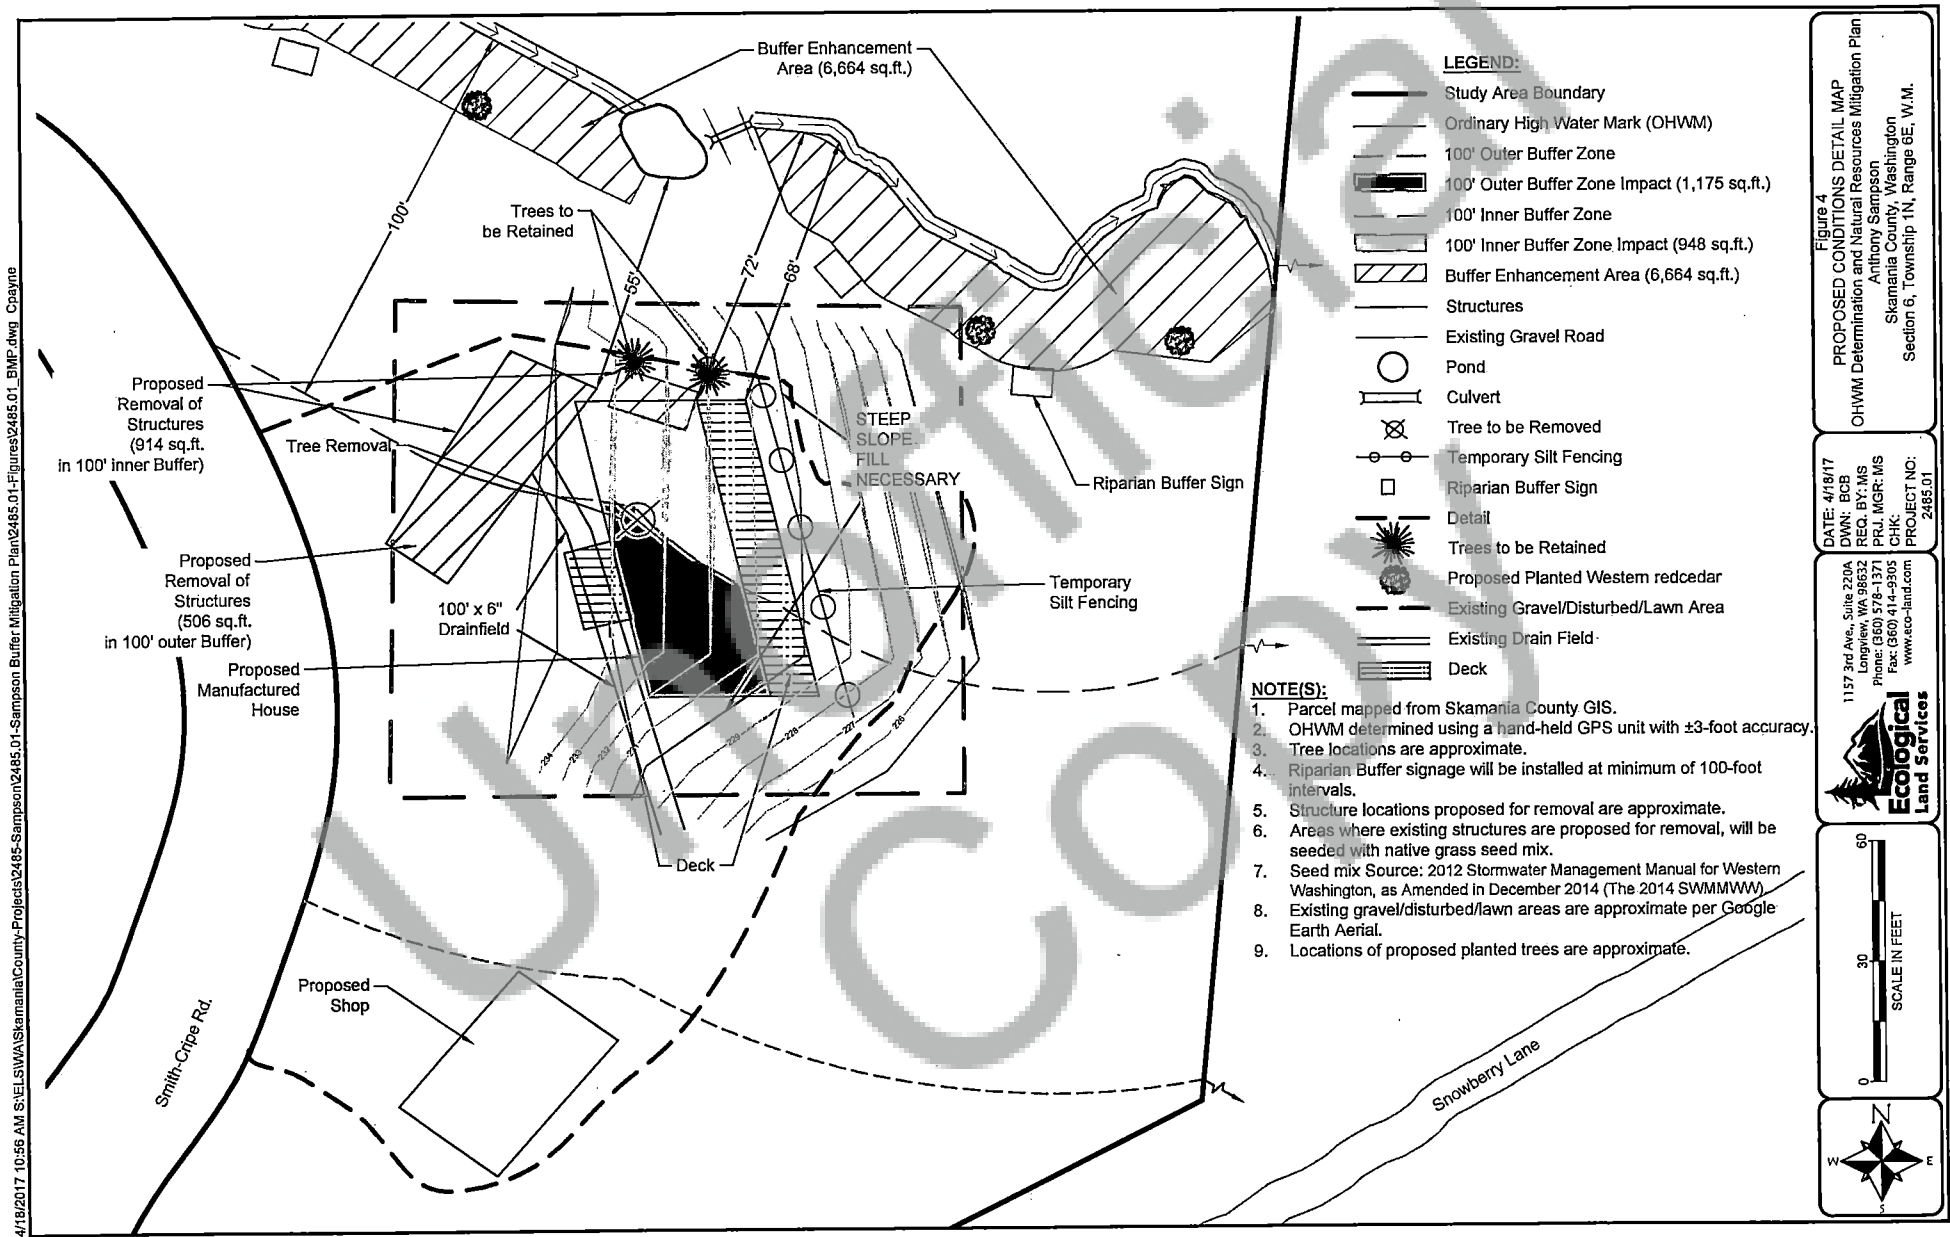 Buffer Enhancement
Area (6,664 sq.ft.)
100'
Trees to
be Retained
55'
72'
68'
Proposed
Removal of
Structures
(914 sq.ft.
in 100' inner Buffer)
Tree Removal
STEEP
SLOPE.
FILL
NECESSARY
Riparian Buffer Sign
Proposed
Removal of
Structures
(506 sq.ft.
in 100' outer Buffer)
100' x 6"
Drainfield
Temporary
Silt Fencing
Proposed
Manufactured
House
234
233
232
229
228
227
226
Deck
Proposed
Shop
Smith-Cripe Rd.
Snowberry Lane
LEGEND:
Study Area Boundary
Ordinary High Water Mark (OHWM)
100' Outer Buffer Zone
100' Outer Buffer Zone Impact (1,175 sq.ft.)
100' Inner Buffer Zone
100' Inner Buffer Zone Impact (948 sq.ft.)
Buffer Enhancement Area (6,664 sq.ft.)
Structures
Existing Gravel Road
Pond
Culvert
Tree to be Removed
Temporary Silt Fencing
Riparian Buffer Sign
Detail
Trees to be Retained
Proposed Planted Western redcedar
Existing Gravel/Disturbed/Lawn Area
Existing Drain Field
Deck
NOTE(S):
1. Parcel mapped from Skamania County GIS.
2. OHWM determined using a hand-held GPS unit with ±3-foot accuracy.
3. Tree locations are approximate.
4. Riparian Buffer signage will be installed at minimum of 100-foot
intervals.
5. Structure locations proposed for removal are approximate.
6. Areas where existing structures are proposed for removal, will be
seeded with native grass seed mix.
7. Seed mix Source: 2012 Stormwater Management Manual for Western
Washington, as Amended in December 2014 (The 2014 SWMMWW).
8. Existing gravel/disturbed/lawn areas are approximate per Google
Earth Aerial.
9. Locations of proposed planted trees are approximate.
Figure 4
PROPOSED CONDITIONS DETAIL MAP
OHWM Determination and Natural Resources Mitigation Plan
Anthony Sampson
Skamania County, Washington
Section 6, Township 1N, Range 6E, W.M.
DATE: 4/18/17
DWN: BCB
REQ. BY: MS
PRJ. MGR: MS
CHK:
PROJECT NO:
2485.01
1157 3rd Ave., Suite 220A
Longview, WA 98632
Phone: (360) 578-1371
Fax: (360) 414-9305
www.eco-land.com
Ecological
Land Services
0 30 60
SCALE IN FEET
N
W E
S
4/18/2017 10:56 AM S:\ELS\WA\Skamania\County-Projects\2485-Sampson\2485.01-Sampson Buffer Mitigation Plan\2485.01-Figures\2485.01_BMP.dwg Cpayne
Unofficial
Copy